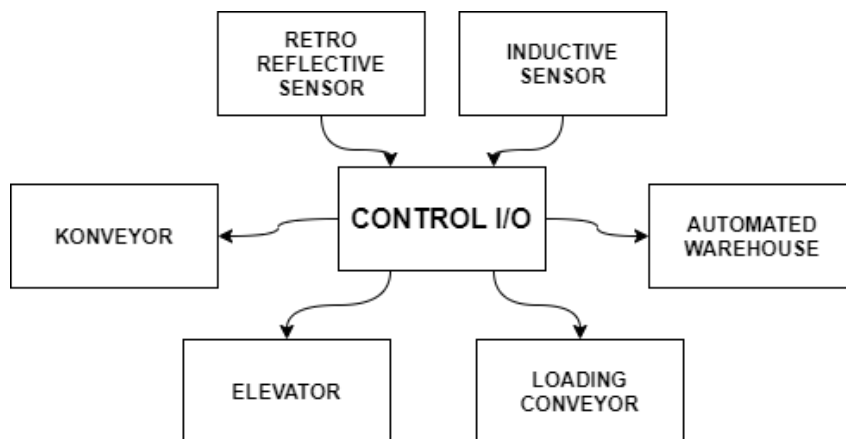 RETRO
REFLECTIVE
SENSOR
INDUCTIVE
SENSOR
CONTROL I/O
KONVEYOR
AUTOMATED
WAREHOUSE
ELEVATOR
LOADING
CONVEYOR